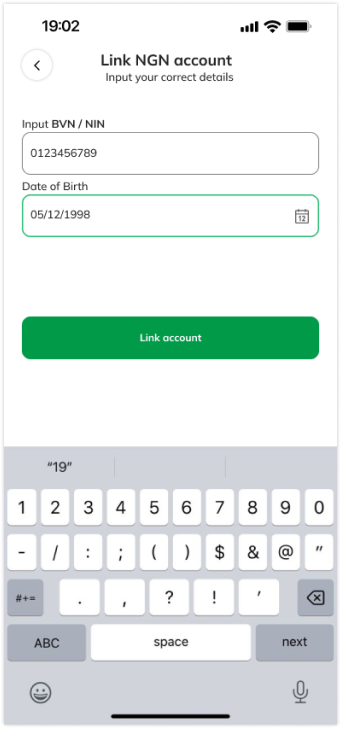 19:02
Link NGN account
Input your correct details
Input BVN / NIN
0123456789
Date of Birth
05/12/1998
12
Link account
"19"
1 2 3 4 5 6 7 8 9 0
- / : ; ( ) $ & @ "
#+= . , ? ! '
ABC space next